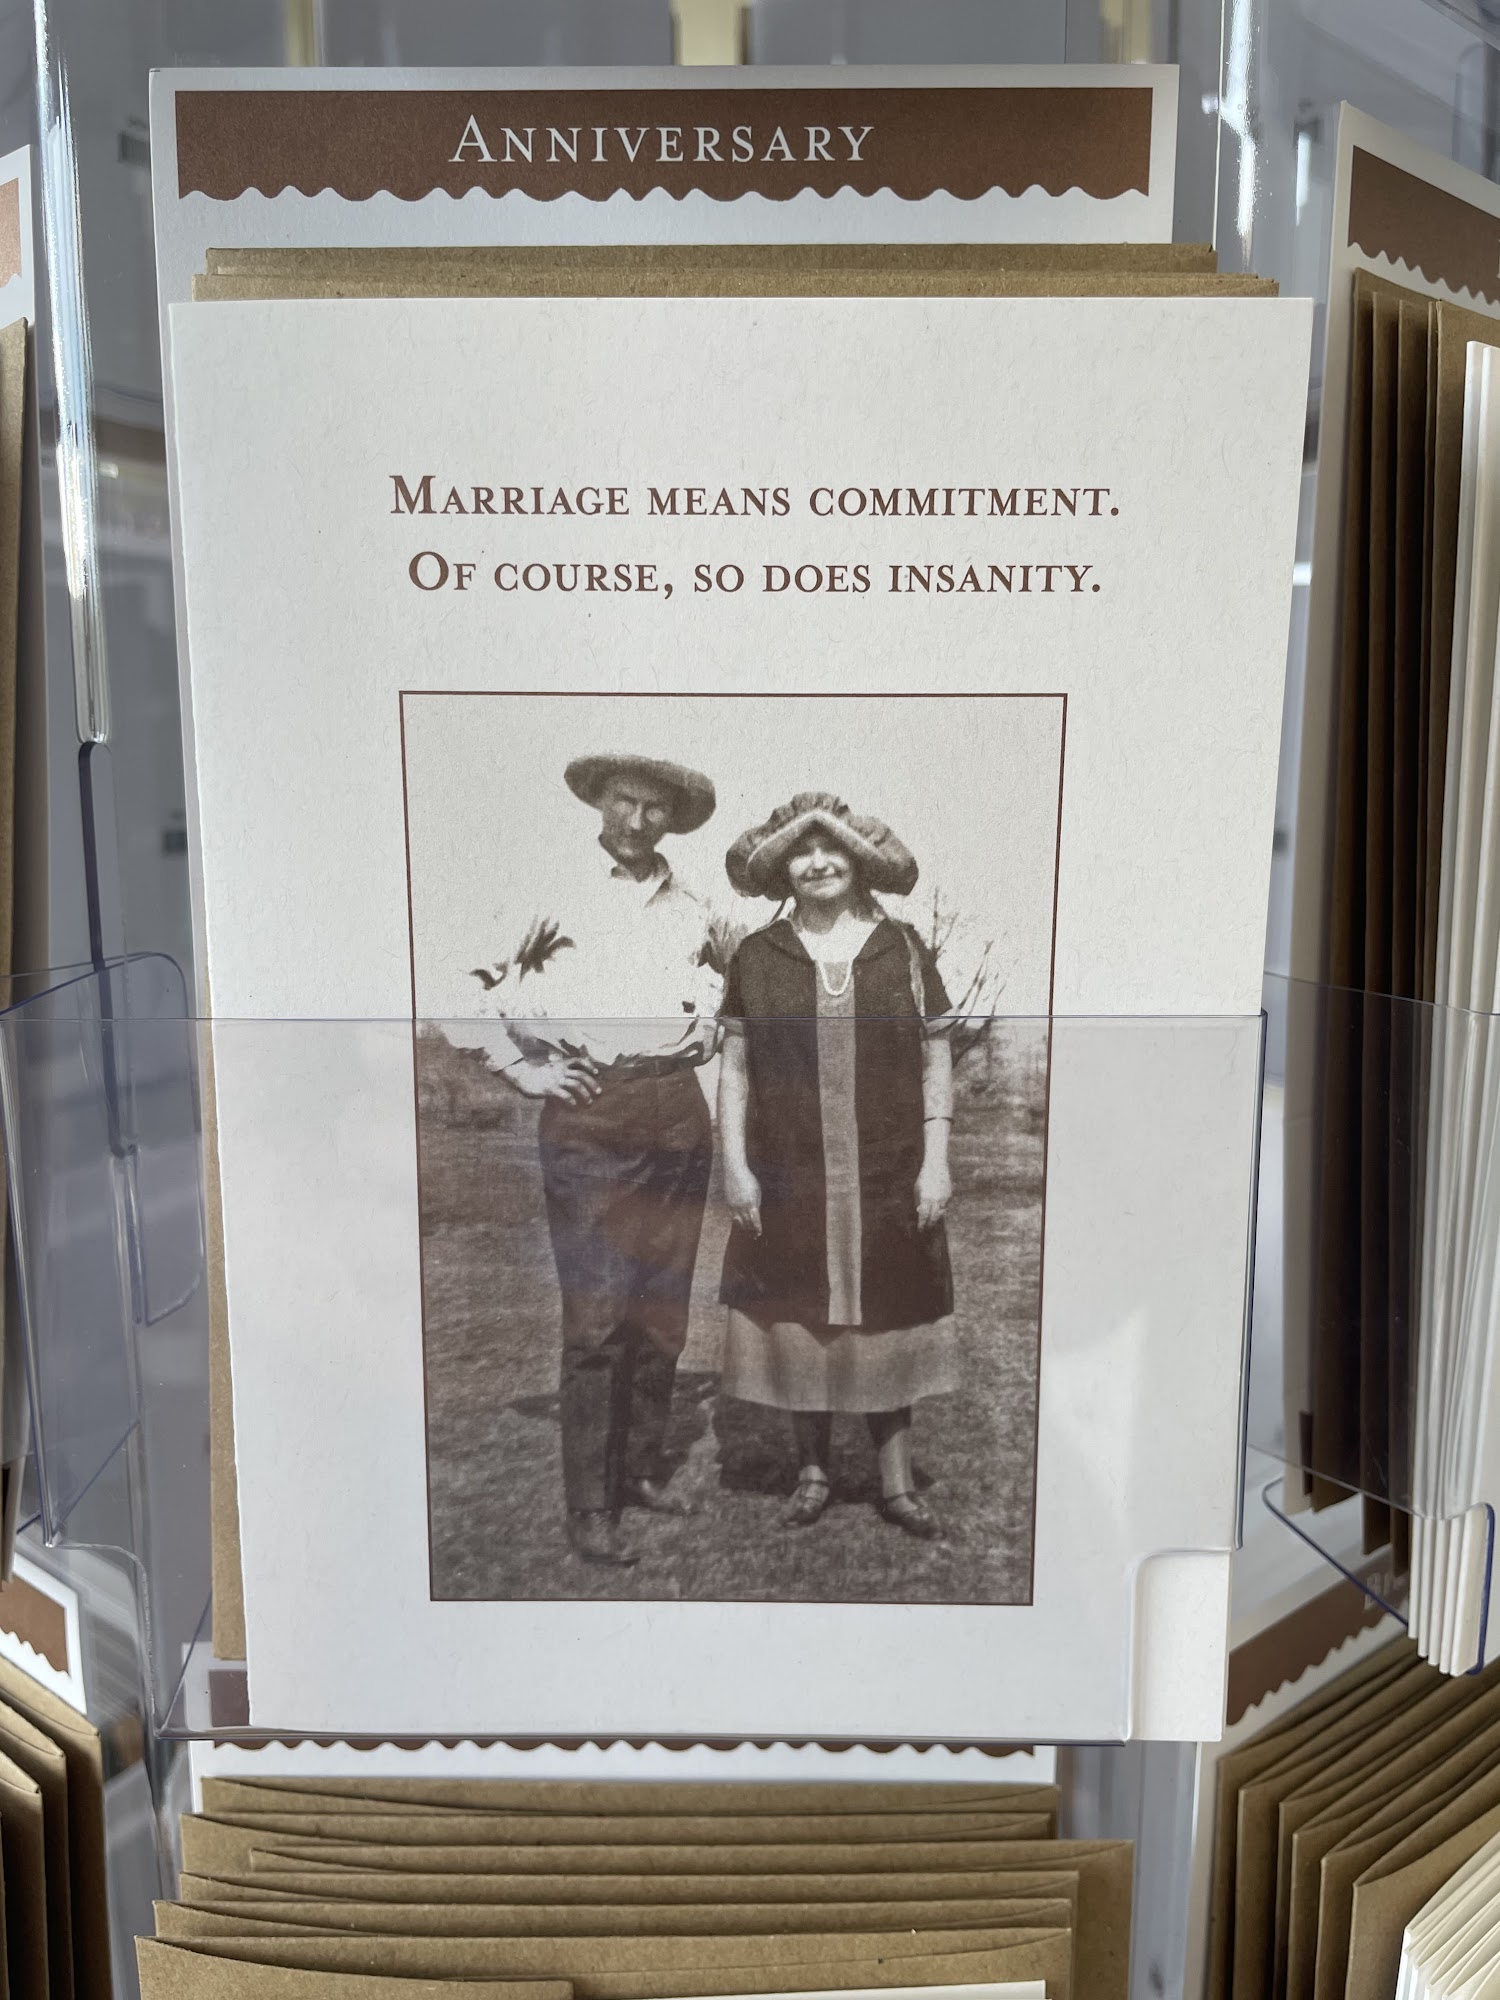 ANNIVERSARY
MARRIAGE MEANS COMMITMENT.
OF COURSE, SO DOES INSANITY.